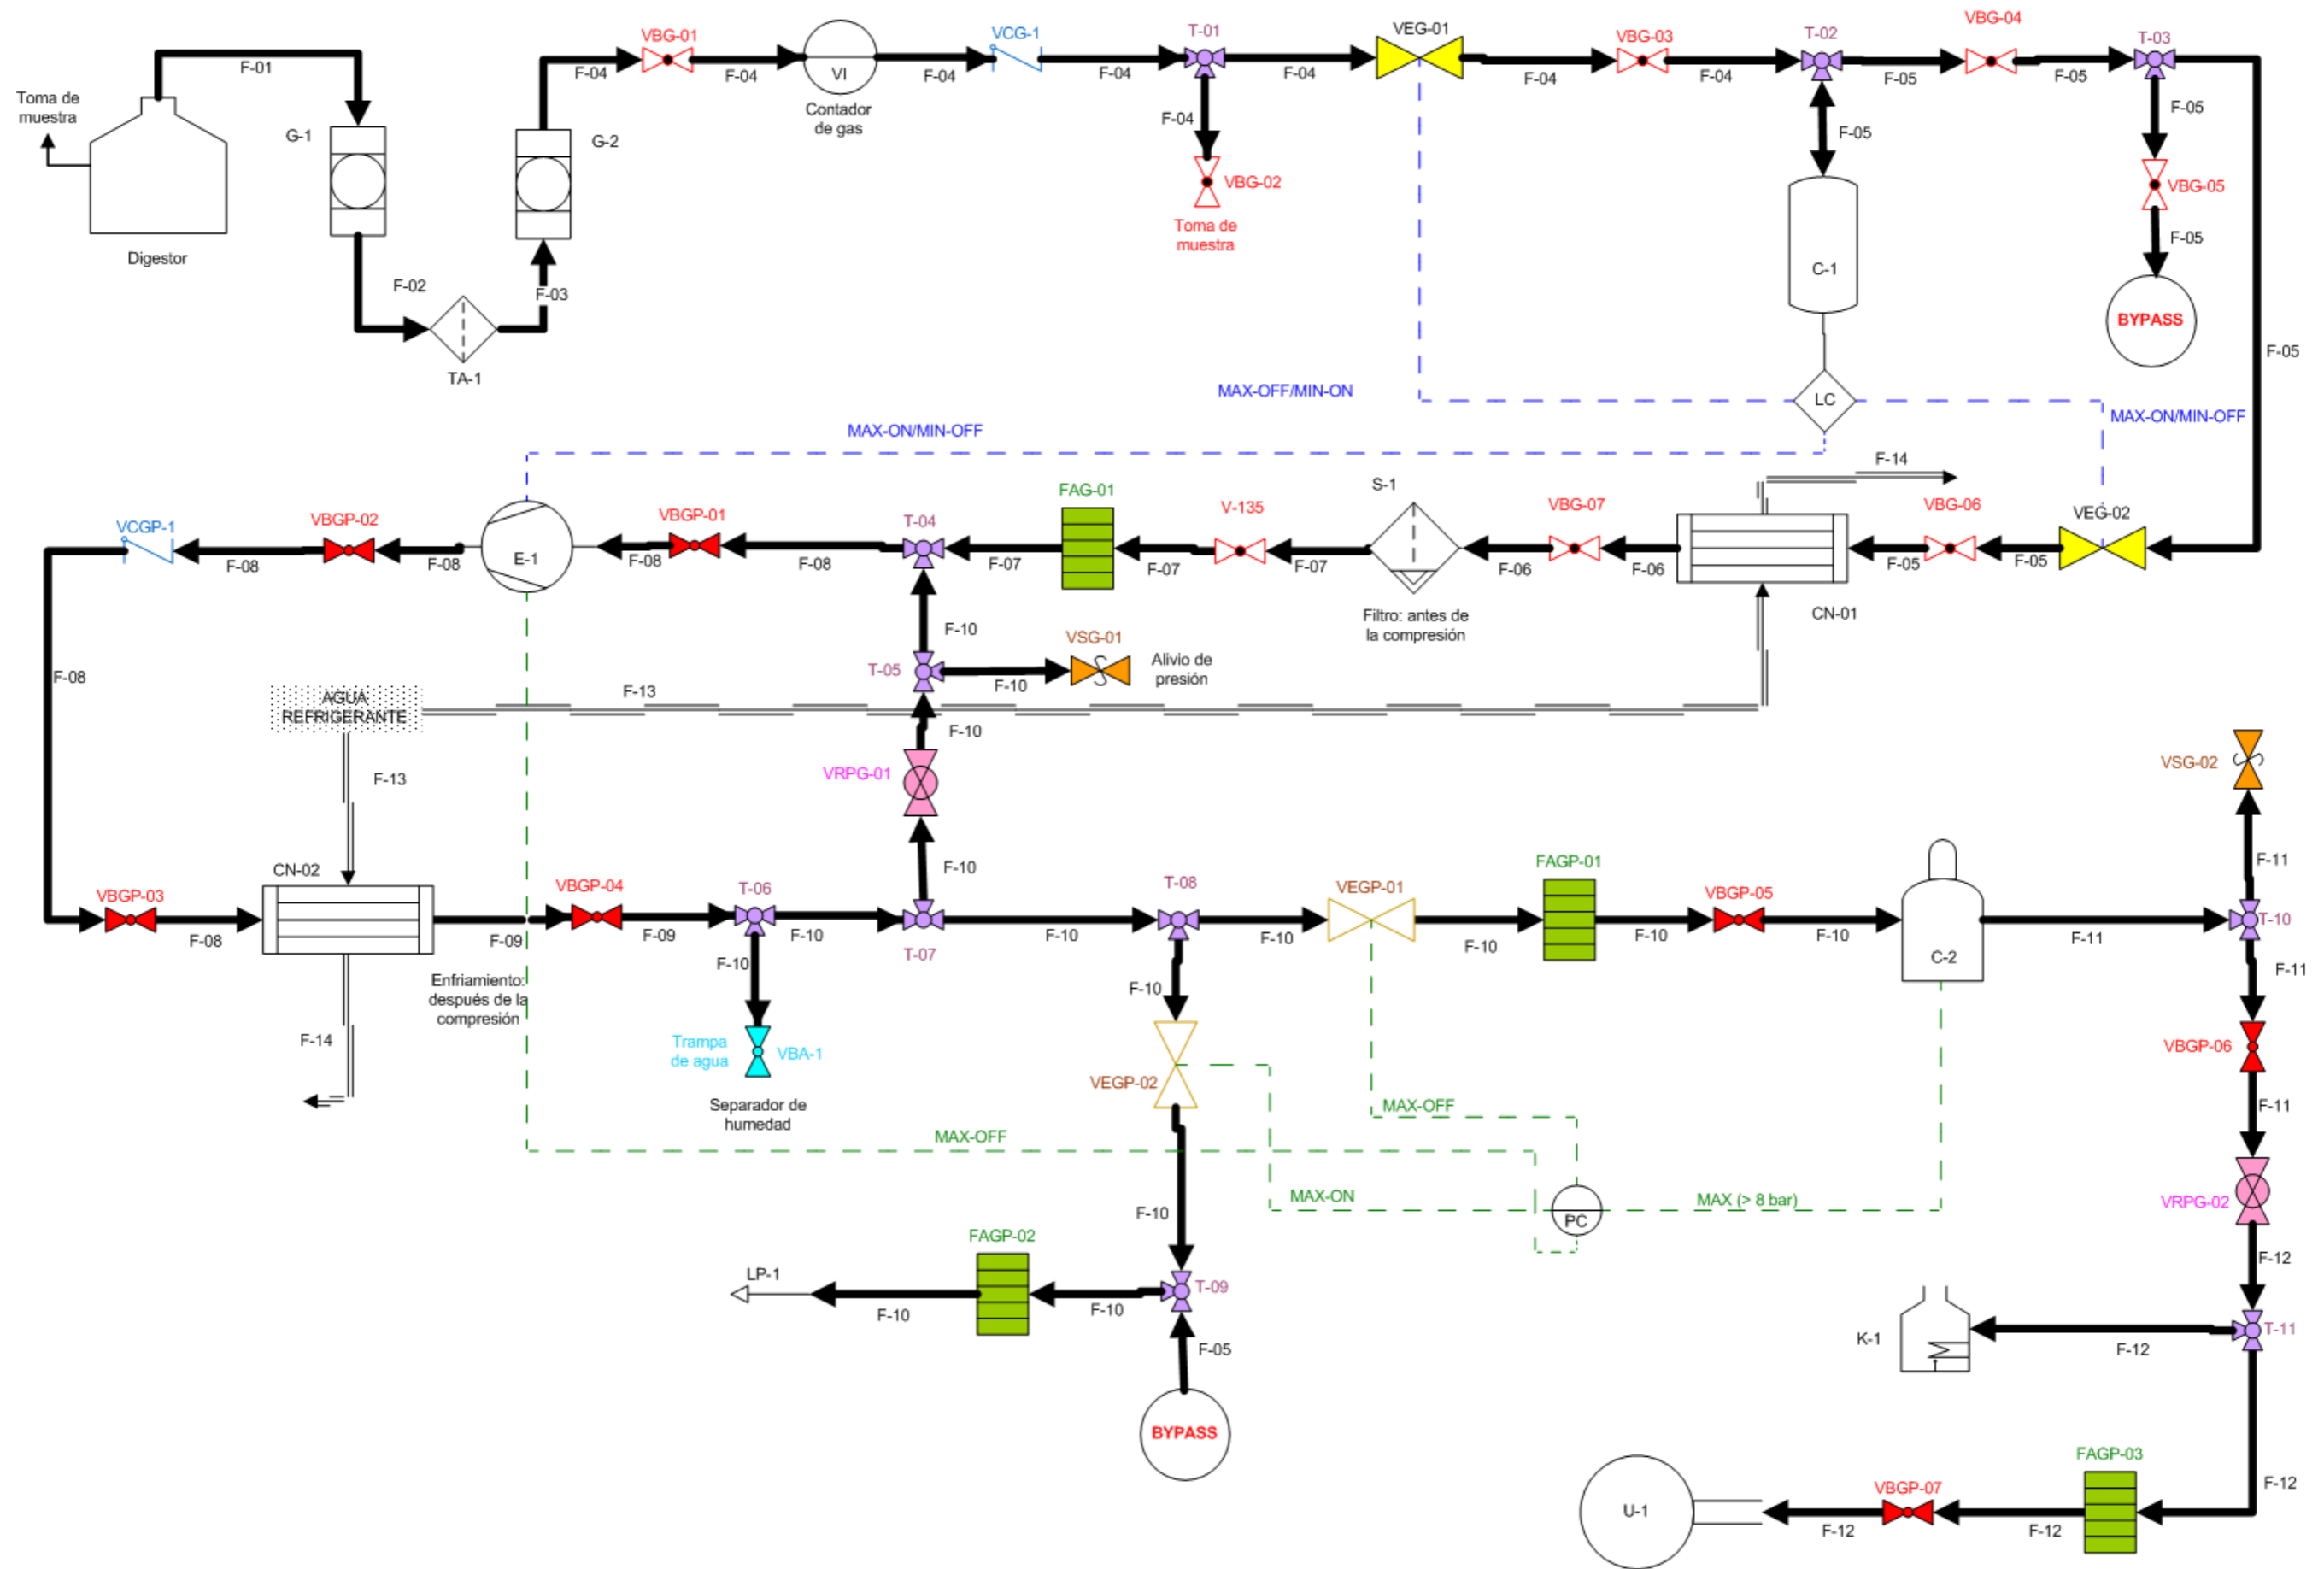 F-01
Toma de
muestra
G-1
Digestor
F-02
TA-1
F-03
G-2
F-04
VBG-01
F-04
VI
Contador
de gas
F-04
VCG-1
F-04
T-01
F-04
VBG-02
Toma de
muestra
F-04
VEG-01
F-04
VBG-03
F-04
T-02
F-05
C-1
F-05
VBG-04
F-05
T-03
F-05
VBG-05
F-05
BYPASS
F-05
LC
MAX-OFF/MIN-ON
MAX-ON/MIN-OFF
MAX-ON/MIN-OFF
VCGP-1
F-08
VBGP-02
F-08
E-1
F-08
VBGP-01
F-08
T-04
F-07
FAG-01
F-07
V-135
F-07
S-1
Filtro: antes de
la compresión
F-06
VBG-07
F-06
F-14
CN-01
F-05
VBG-06
F-05
VEG-02
F-08
AGUA
REFRIGERANTE
F-13
F-10
T-05
F-10
VSG-01
Alivio de
presión
F-10
VRPG-01
F-10
F-13
VSG-02
F-11
VBGP-03
F-08
CN-02
F-09
Enfriamiento:
después de la
compresión
F-14
VBGP-04
F-09
T-06
F-10
F-10
Trampa
de agua
VBA-1
Separador de
humedad
T-07
F-10
T-08
F-10
F-10
VEGP-01
F-10
FAGP-01
F-10
VBGP-05
F-10
C-2
F-11
T-10
F-11
VBGP-06
F-11
VEGP-02
MAX-OFF
MAX-OFF
MAX-ON
PC
MAX (> 8 bar)
VRPG-02
F-12
F-10
FAGP-02
LP-1
F-10
F-10
T-09
F-05
BYPASS
K-1
F-12
T-11
F-12
FAGP-03
F-12
VBGP-07
F-12
U-1